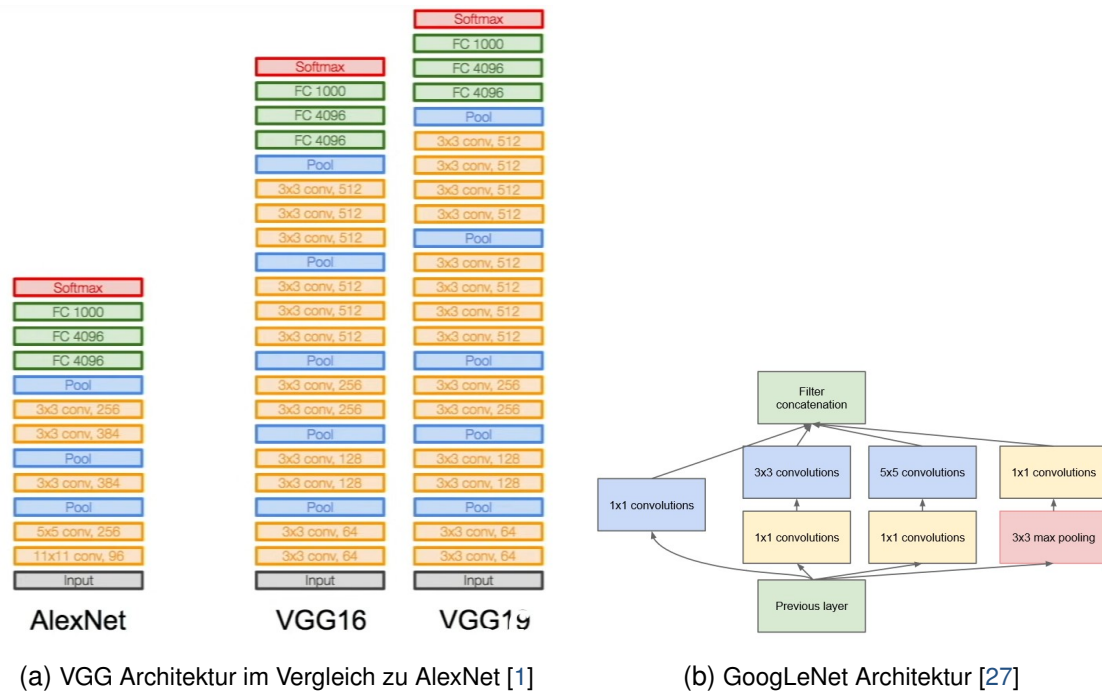 Softmax
FC 1000
FC 4096
FC 4096
Pool
3x3 conv, 256
3x3 conv, 384
Pool
3x3 conv, 384
Pool
5x5 conv, 256
11x11 conv, 96
Input
AlexNet
Softmax
FC 1000
FC 4096
FC 4096
Pool
3x3 conv, 512
3x3 conv, 512
3x3 conv, 512
Pool
3x3 conv, 512
3x3 conv, 512
3x3 conv, 512
Pool
3x3 conv, 256
3x3 conv, 256
Pool
3x3 conv, 128
3x3 conv, 128
Pool
3x3 conv, 64
3x3 conv, 64
Input
VGG16
Softmax
FC 1000
FC 4096
FC 4096
Pool
3x3 conv, 512
3x3 conv, 512
3x3 conv, 512
3x3 conv, 512
Pool
3x3 conv, 512
3x3 conv, 512
3x3 conv, 512
3x3 conv, 512
Pool
3x3 conv, 256
3x3 conv, 256
Pool
3x3 conv, 128
3x3 conv, 128
Pool
3x3 conv, 64
3x3 conv, 64
Input
VGG19
(a) VGG Architektur im Vergleich zu AlexNet [1]
Filter
concatenation
1x1 convolutions
3x3 convolutions
5x5 convolutions
1x1 convolutions
1x1 convolutions
1x1 convolutions
3x3 max pooling
Previous layer
(b) GoogLeNet Architektur [27]